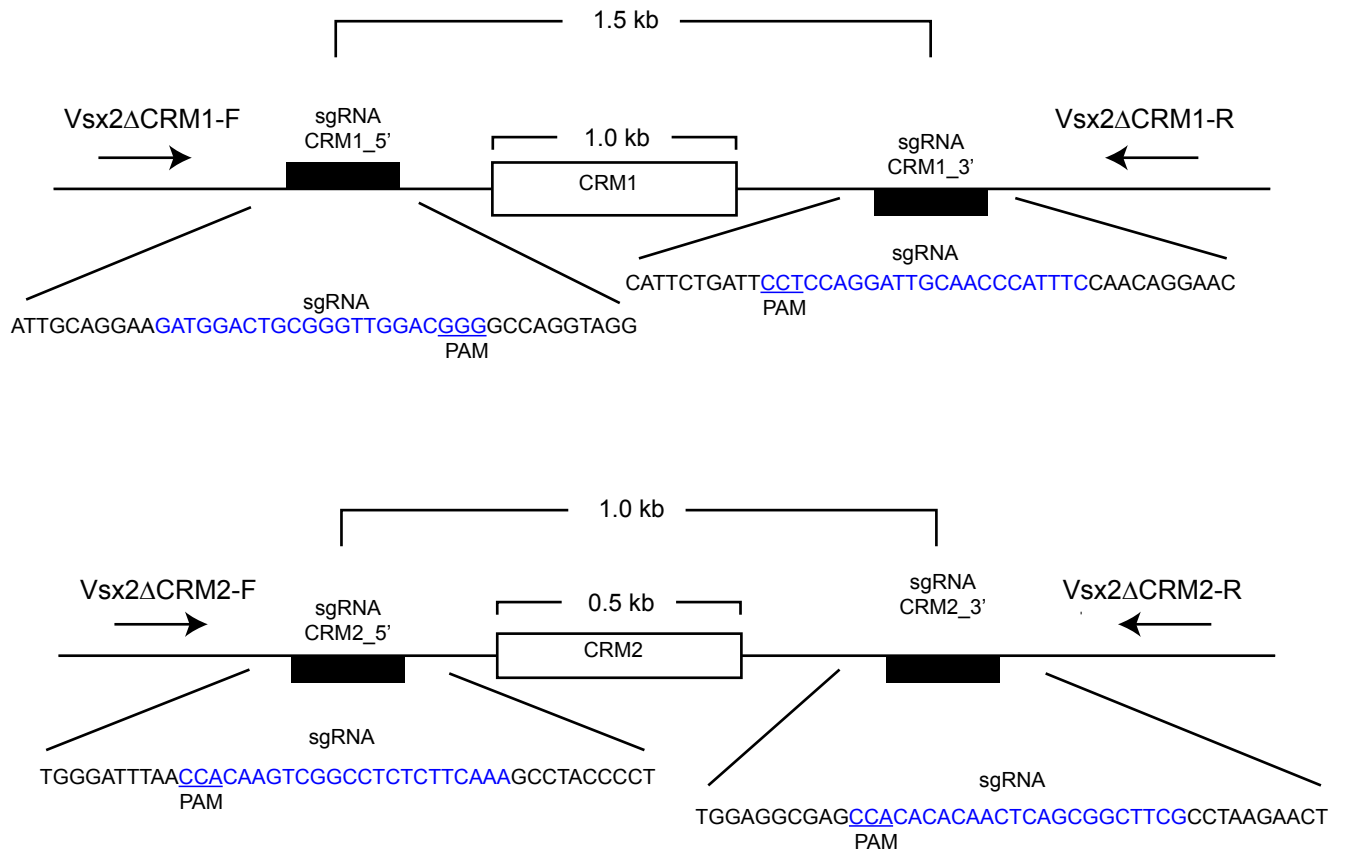 1.5 kb
Vsx2ΔCRM1-F
sgRNA
CRM1_5’
1.0 kb
CRM1
sgRNA
CRM1_3’
Vsx2ΔCRM1-R
sgRNA
ATTGCAGGAAGATGGACTGCGGGTTGGACGGGGCCAGGTAGG
PAM
sgRNA
CATTCTGATTCCTCCAGGATTGCAACCCATTTCCAACAGGAAC
PAM
1.0 kb
Vsx2ΔCRM2-F
sgRNA
CRM2_5’
0.5 kb
CRM2
sgRNA
CRM2_3’
Vsx2ΔCRM2-R
sgRNA
TGGGATTTAACCACAAGTCGGCCTCTCTTCAAAGCCTACCCCT
PAM
sgRNA
TGGAGGCGAGCCACACACAACTCAGCGGCTTCGCCTAAGAACT
PAM